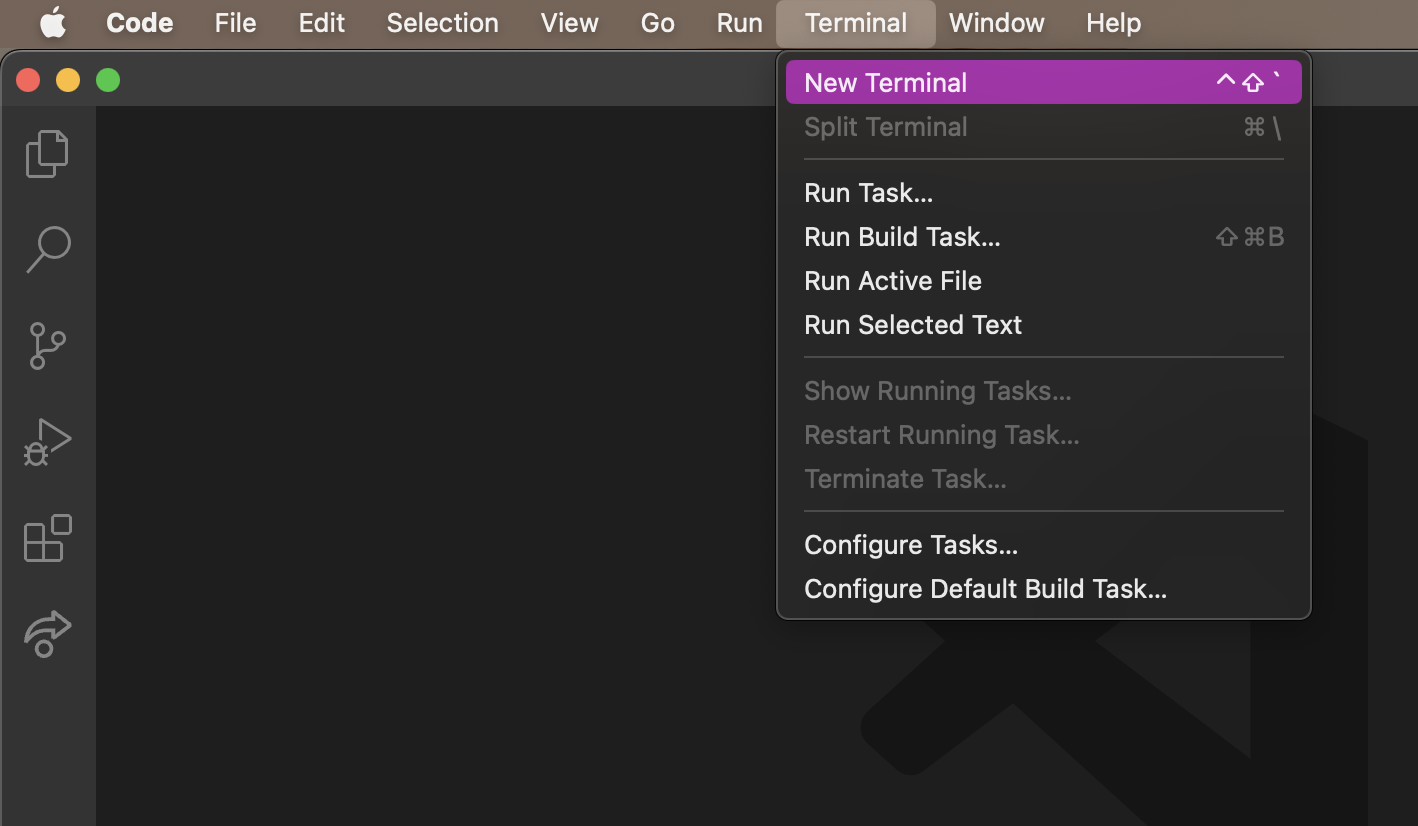 Code File Edit Selection View Go Run Terminal Window Help
New Terminal ⌃⇧`
Split Terminal ⌘\
Run Task...
Run Build Task... ⇧⌘B
Run Active File
Run Selected Text
Show Running Tasks...
Restart Running Task...
Terminate Task...
Configure Tasks...
Configure Default Build Task...